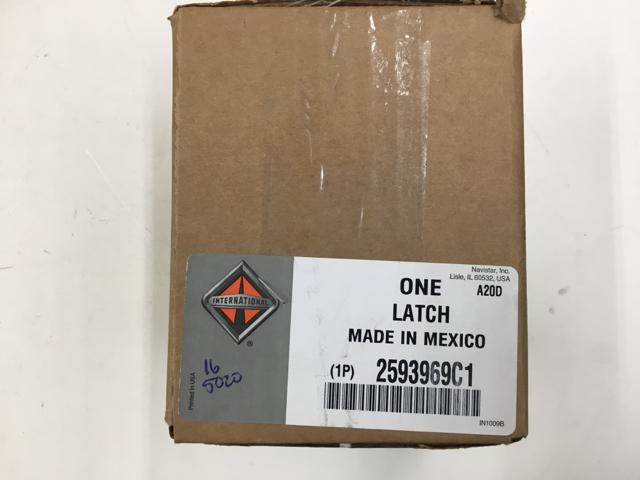 Navistar, Inc.
Lisle, IL 60532, USA
ONE A20D
LATCH
MADE IN MEXICO
(1P) 2593969C1
IN1009B
INTERNATIONAL
®
16
5020
Printed in USA